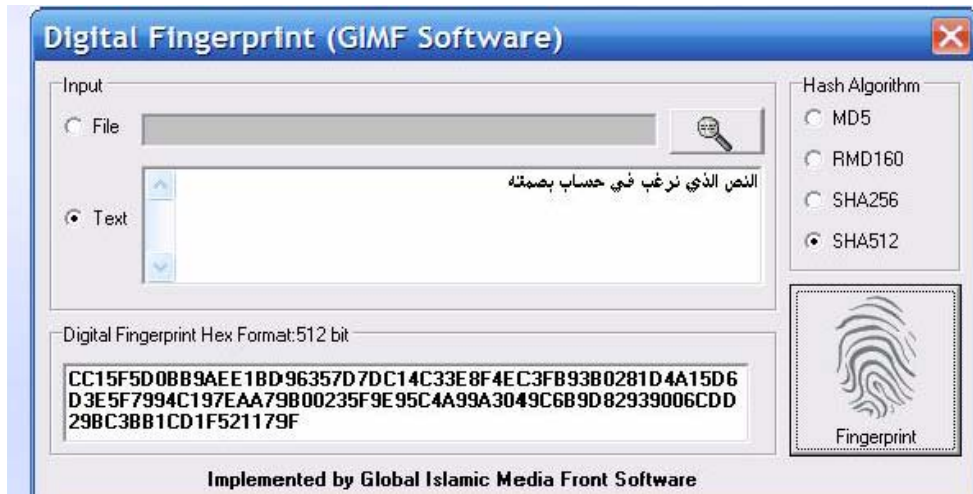 Digital Fingerprint (GIMF Software)
Input
File
Text
النص الذي نرغب في حساب بصمته
Hash Algorithm
MD5
RMD160
SHA256
SHA512
Digital Fingerprint Hex Format:512 bit
CC15F5D0BB9AEE1BD96357D7DC14C33E8F4EC3FB93B0281D4A15D6
D3E5F7994C197EAA79B00235F9E95C4A99A3049C6B9D82939006CDD
29BC3BB1CD1F521179F
Fingerprint
Implemented by Global Islamic Media Front Software